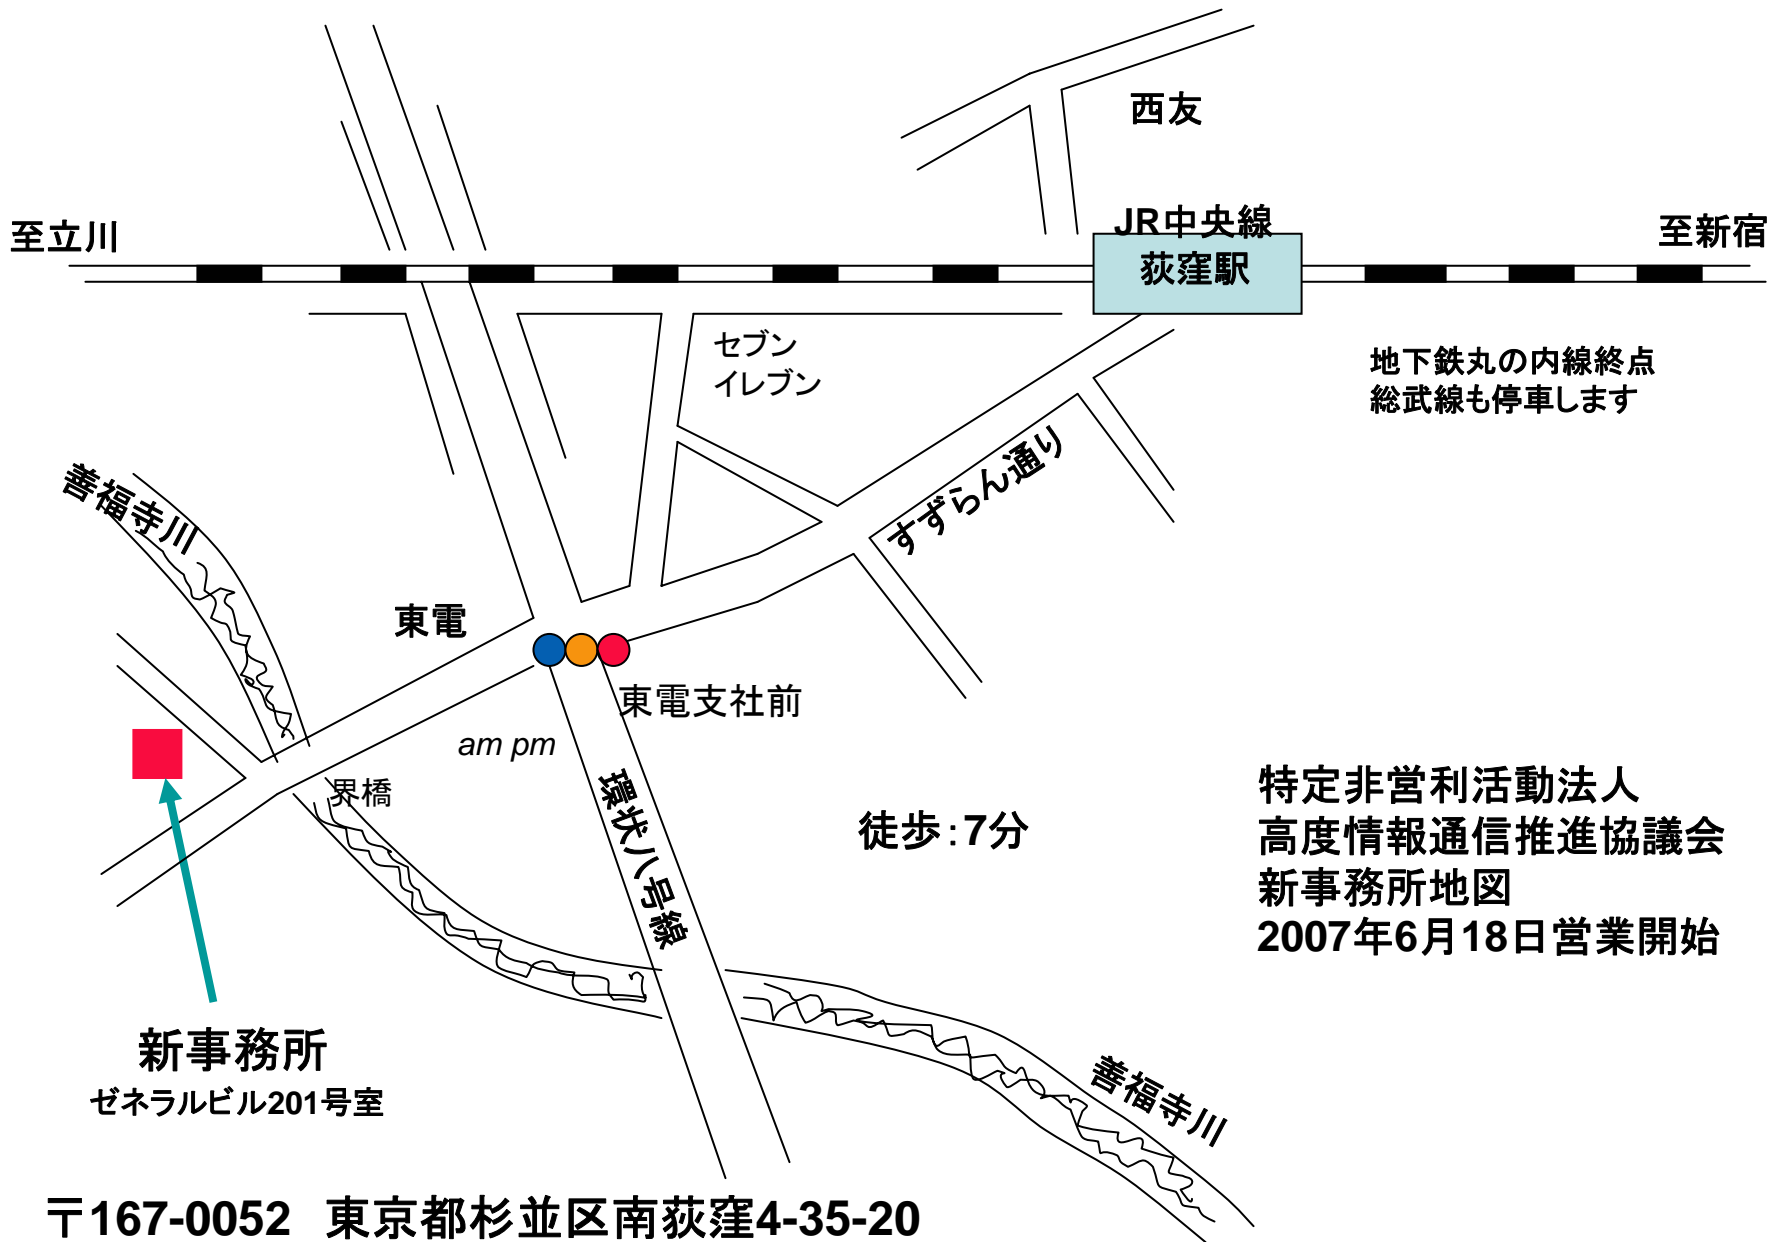 西友
JR中央線
荻窪駅
至立川
至新宿
セブン
イレブン
地下鉄丸の内線終点
総武線も停車します
すずらん通り
善福寺川
東電
東電支社前
am pm
界橋
環状八号線
徒歩:7分
特定非営利活動法人
高度情報通信推進協議会
新事務所地図
2007年6月18日営業開始
新事務所
ゼネラルビル201号室
善福寺川
〒167-0052 東京都杉並区南荻窪4-35-20